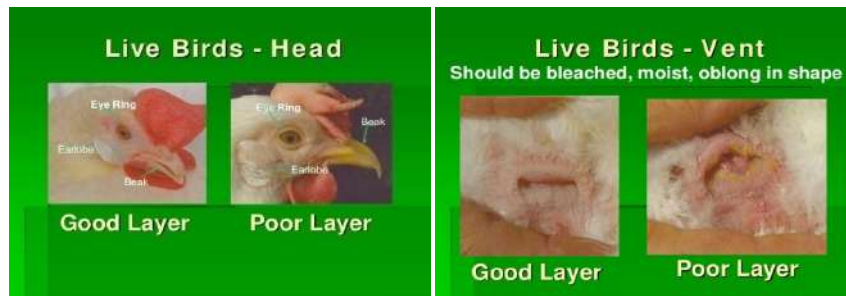 Live Birds - Head
Eye Ring
Earlobe
Beak
Eye Ring
Beak
Earlobe
Good Layer
Poor Layer
Live Birds - Vent
Should be bleached, moist, oblong in shape
Good Layer
Poor Layer